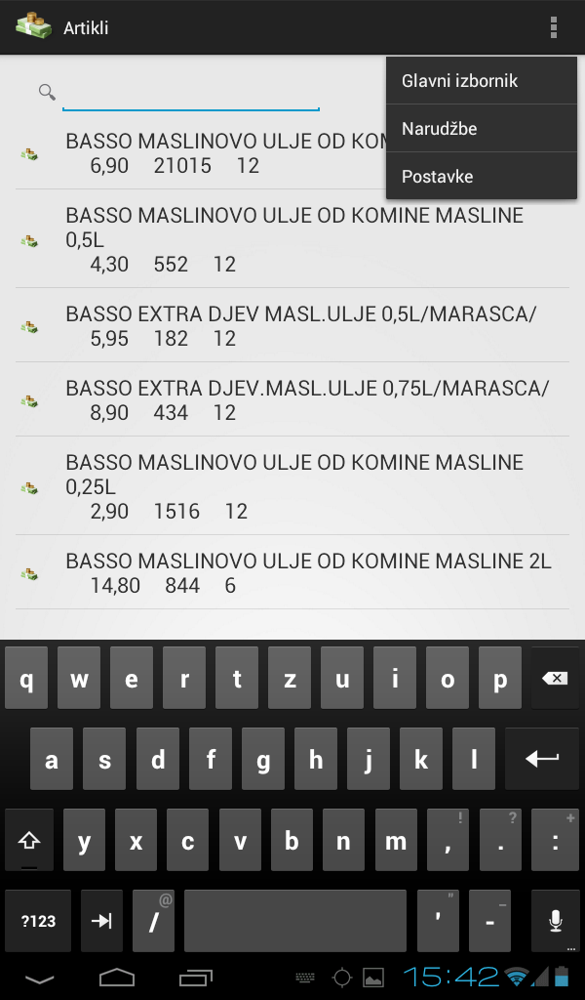 Artikli
Glavni izbornik
Narudžbe
Postavke
BASSO MASLINOVO ULJE OD KOM
6,90 21015 12
BASSO MASLINOVO ULJE OD KOMINE MASLINE
0,5L
4,30 552 12
BASSO EXTRA DJEV MASL.ULJE 0,5L/MARASCA/
5,95 182 12
BASSO EXTRA DJEV.MASL.ULJE 0,75L/MARASCA/
8,90 434 12
BASSO MASLINOVO ULJE OD KOMINE MASLINE
0,25L
2,90 1516 12
BASSO MASLINOVO ULJE OD KOMINE MASLINE 2L
14,80 844 6
q w e r t z u i o p
a s d f g h j k l
! ? +
y x c v b n m , . :
@ " _
?123 / ' - ...
15:42